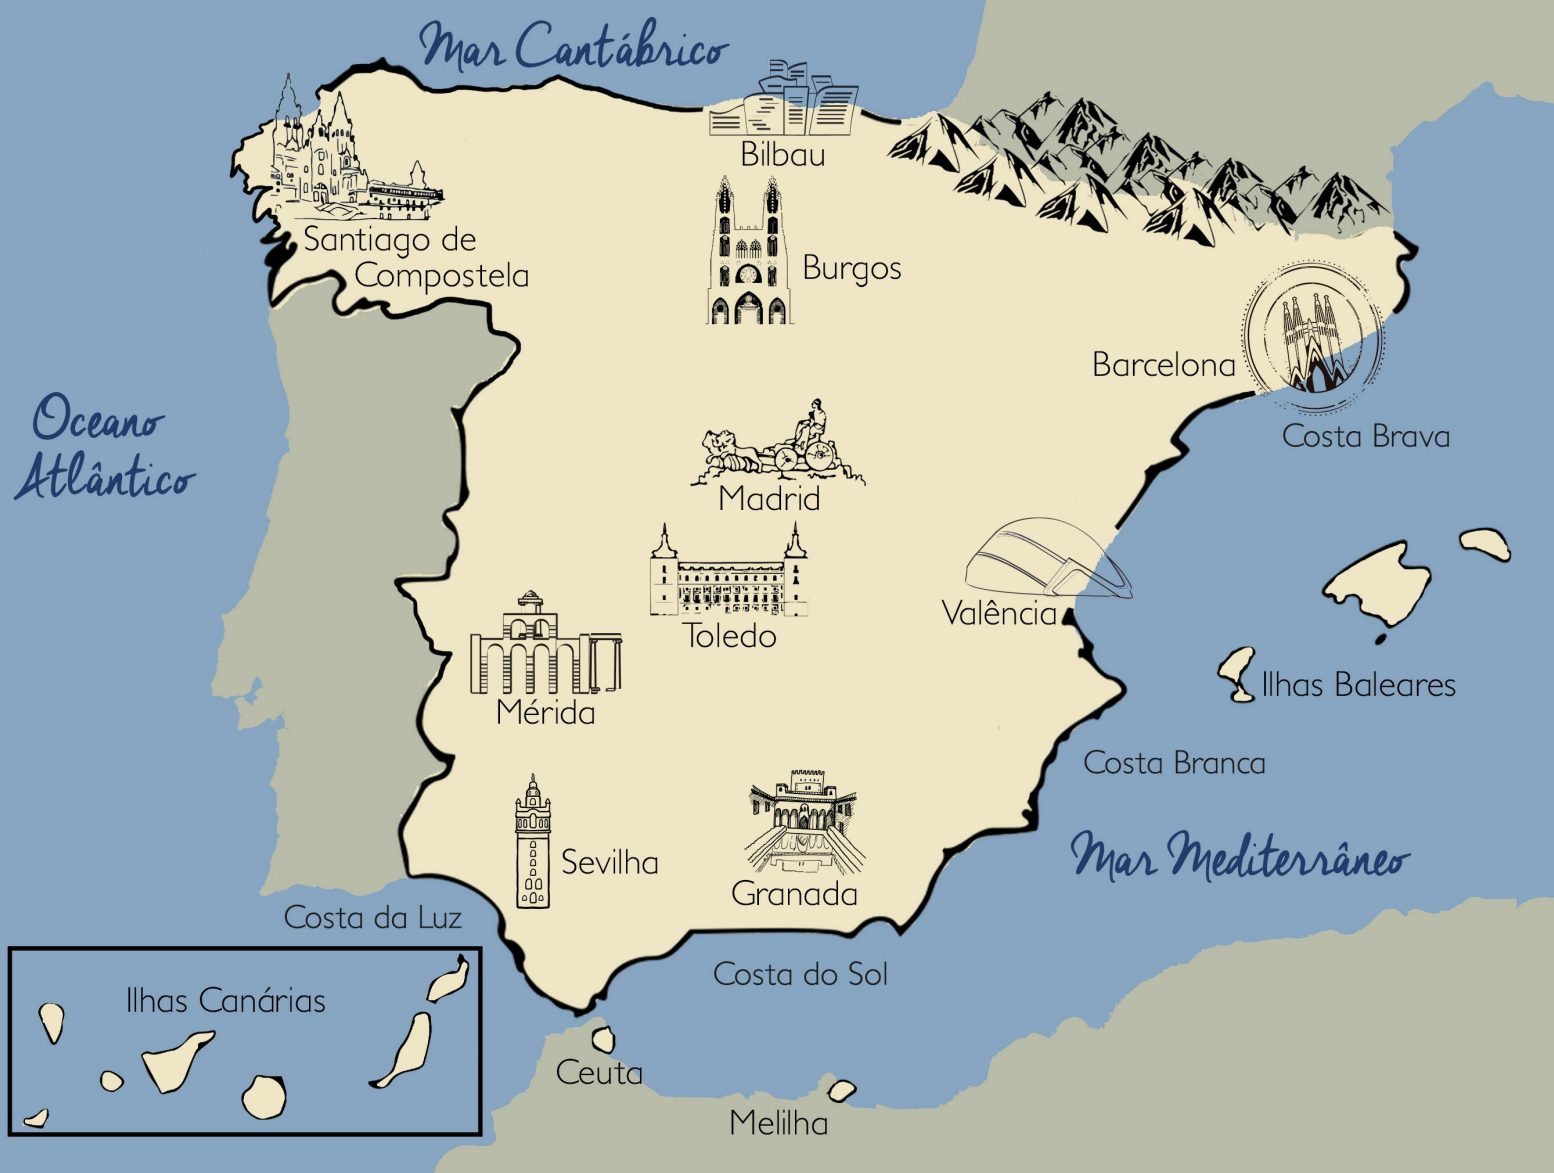 Mar Cantábrico
Bilbau
Santiago de
Compostela
Burgos
Barcelona
Oceano
Atlântico
Costa Brava
Madrid
Valência
Toledo
Ilhas Baleares
Mérida
Costa Branca
Mar Mediterrâneo
Sevilha
Granada
Costa da Luz
Costa do Sol
Ilhas Canárias
Ceuta
Melilha